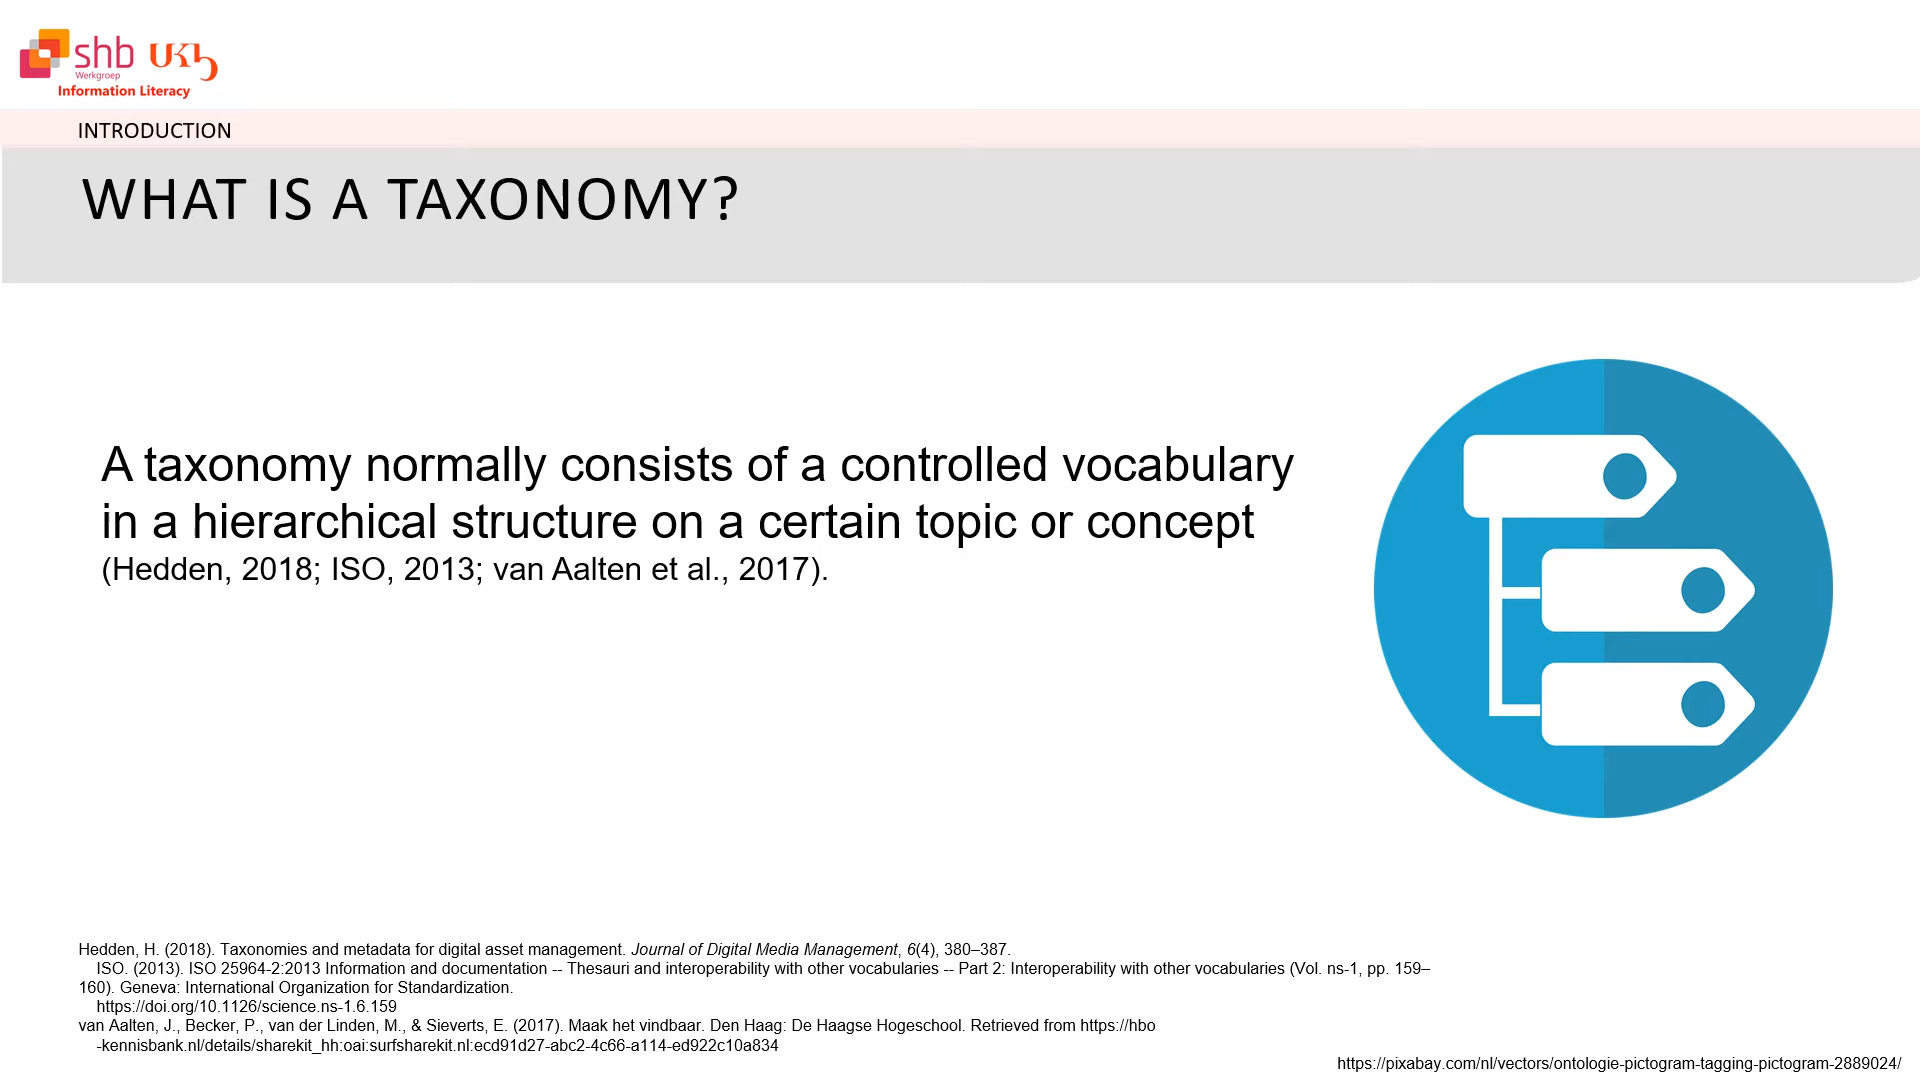 shb UKb
Werkgroep
Information Literacy
INTRODUCTION
WHAT IS A TAXONOMY?
A taxonomy normally consists of a controlled vocabulary
in a hierarchical structure on a certain topic or concept
(Hedden, 2018; ISO, 2013; van Aalten et al., 2017).
Hedden, H. (2018). Taxonomies and metadata for digital asset management. Journal of Digital Media Management, 6(4), 380–387.
ISO. (2013). ISO 25964-2:2013 Information and documentation -- Thesauri and interoperability with other vocabularies -- Part 2: Interoperability with other vocabularies (Vol. ns-1, pp. 159–
160). Geneva: International Organization for Standardization.
https://doi.org/10.1126/science.ns-1.6.159
van Aalten, J., Becker, P., van der Linden, M., & Sieverts, E. (2017). Maak het vindbaar. Den Haag: De Haagse Hogeschool. Retrieved from https://hbo
-kennisbank.nl/details/sharekit_hh:oai:surfsharekit.nl:ecd91d27-abc2-4c66-a114-ed922c10a834
https://pixabay.com/nl/vectors/ontologie-pictogram-tagging-pictogram-2889024/